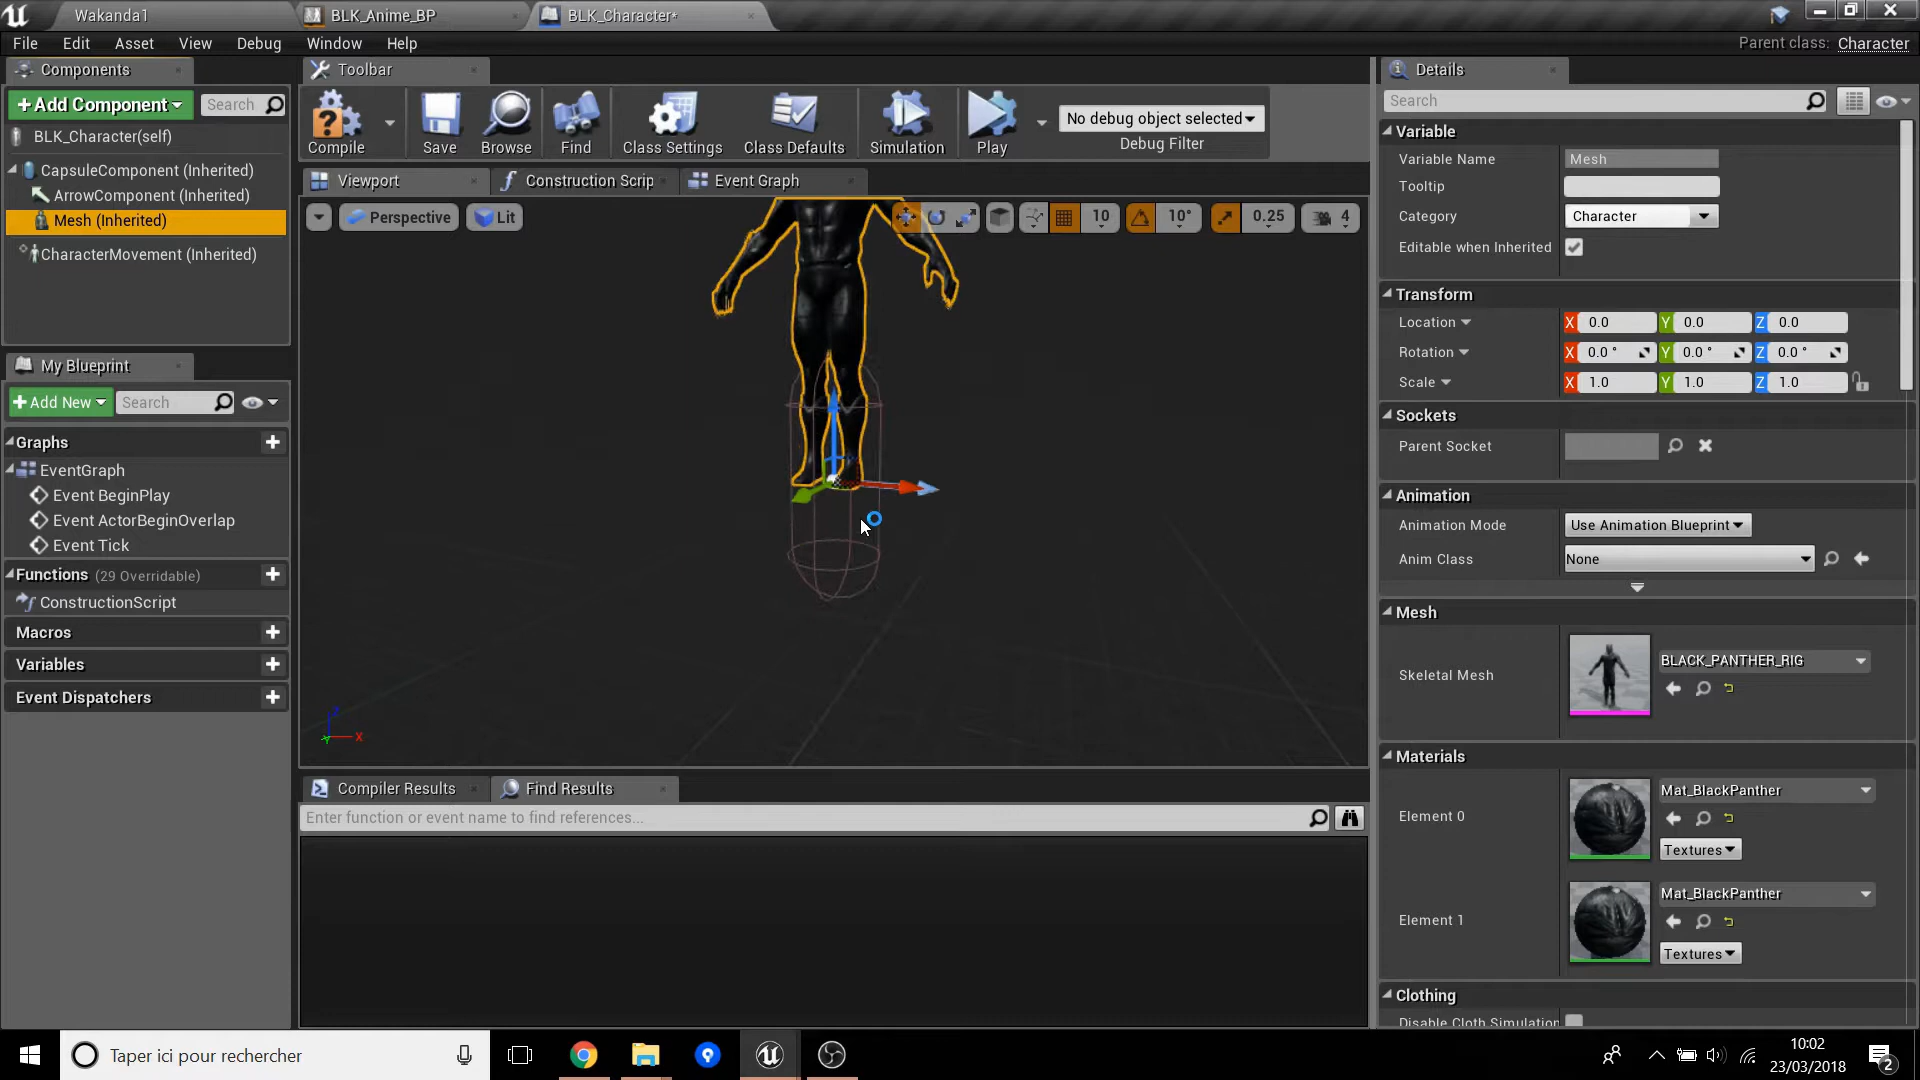 Wakanda1
BLK_Anime_BP
BLK_Character*
File Edit Asset View Debug Window Help
Parent class: Character
Components
Toolbar
Details
+Add Component
Search
Compile
Save
Browse
Find
Class Settings
Class Defaults
Simulation
Play
No debug object selected
Debug Filter
Search
BLK_Character(self)
CapsuleComponent (Inherited)
ArrowComponent (Inherited)
Mesh (Inherited)
CharacterMovement (Inherited)
Viewport
Construction Scrip
Event Graph
Perspective
Lit
10
10°
0.25
4
Variable
Variable Name
Mesh
Tooltip
Category
Character
Editable when Inherited
Transform
Location X 0.0 Y 0.0 Z 0.0
Rotation X 0.0 ° Y 0.0 ° Z 0.0 °
Scale X 1.0 Y 1.0 Z 1.0
Sockets
Parent Socket
Animation
Animation Mode
Use Animation Blueprint
Anim Class
None
Mesh
Skeletal Mesh
BLACK_PANTHER_RIG
Materials
Element 0
Mat_BlackPanther
Textures
Element 1
Mat_BlackPanther
Textures
Clothing
Disable Cloth Simulation
My Blueprint
+Add New
Search
Graphs
EventGraph
Event BeginPlay
Event ActorBeginOverlap
Event Tick
Functions (29 Overridable)
ConstructionScript
Macros
Variables
Event Dispatchers
Z
X
Y
Compiler Results
Find Results
Enter function or event name to find references...
Taper ici pour rechercher
10:02
23/03/2018
2